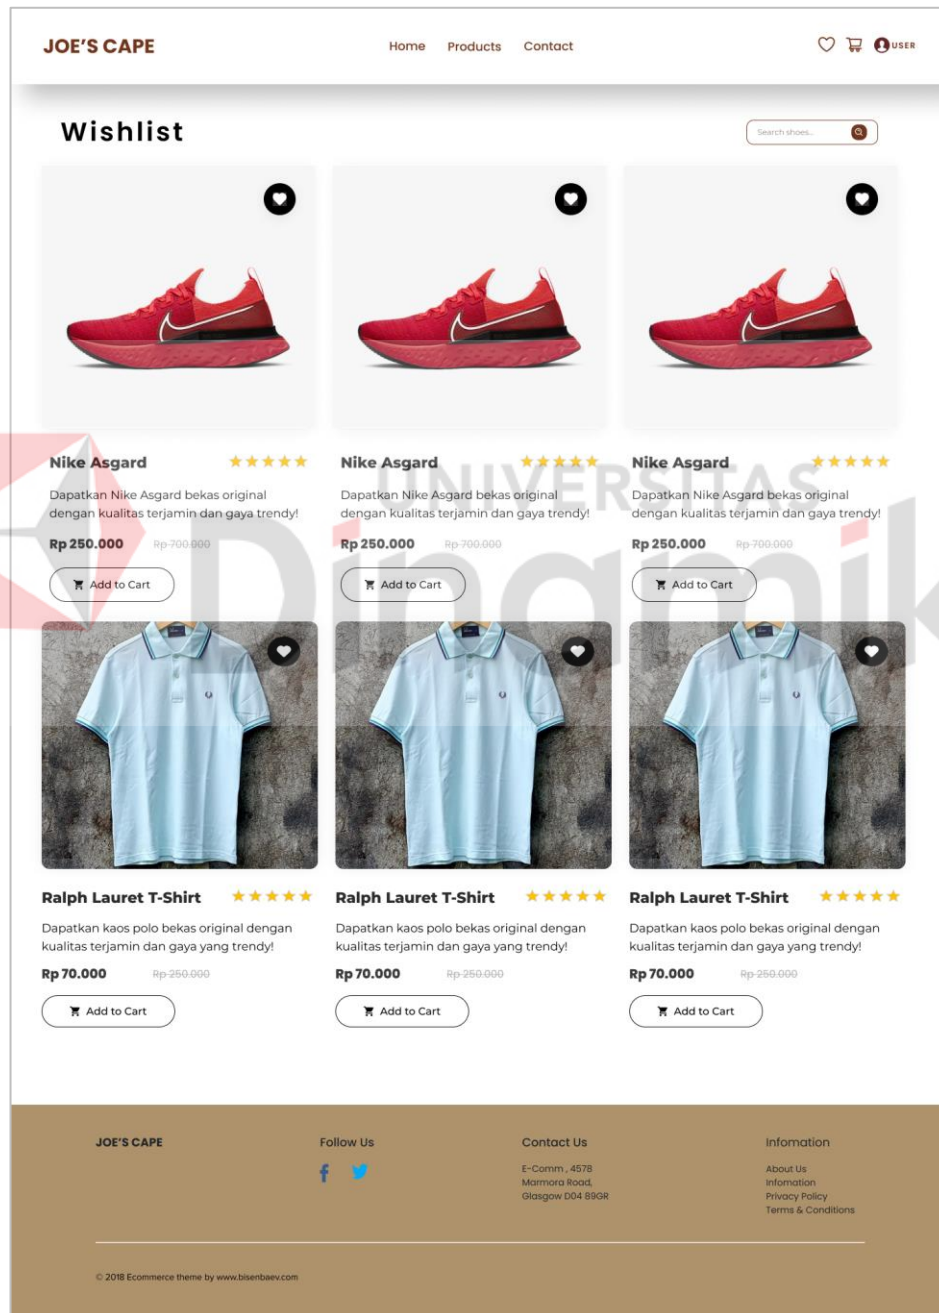 JOE'S CAPE
Home Products Contact
USER
Wishlist
Search shoes..
Nike Asgard
Dapatkan Nike Asgard bekas original
dengan kualitas terjamin dan gaya trendy!
Rp 250.000 Rp 700.000
Add to Cart
Nike Asgard
Dapatkan Nike Asgard bekas original
dengan kualitas terjamin dan gaya trendy!
Rp 250.000 Rp 700.000
Add to Cart
Nike Asgard
Dapatkan Nike Asgard bekas original
dengan kualitas terjamin dan gaya trendy!
Rp 250.000 Rp 700.000
Add to Cart
UNIVERSITAS
Dinamik
Ralph Lauret T-Shirt
Dapatkan kaos polo bekas original dengan
kualitas terjamin dan gaya yang trendy!
Rp 70.000 Rp 250.000
Add to Cart
Ralph Lauret T-Shirt
Dapatkan kaos polo bekas original dengan
kualitas terjamin dan gaya yang trendy!
Rp 70.000 Rp 250.000
Add to Cart
Ralph Lauret T-Shirt
Dapatkan kaos polo bekas original dengan
kualitas terjamin dan gaya yang trendy!
Rp 70.000 Rp 250.000
Add to Cart
JOE'S CAPE
Follow Us
Contact Us
E-Comm , 4578
Marmora Road,
Glasgow D04 89GR
Infomation
About Us
Infomation
Privacy Policy
Terms & Conditions
© 2018 Ecommerce theme by www.bisenbaev.com